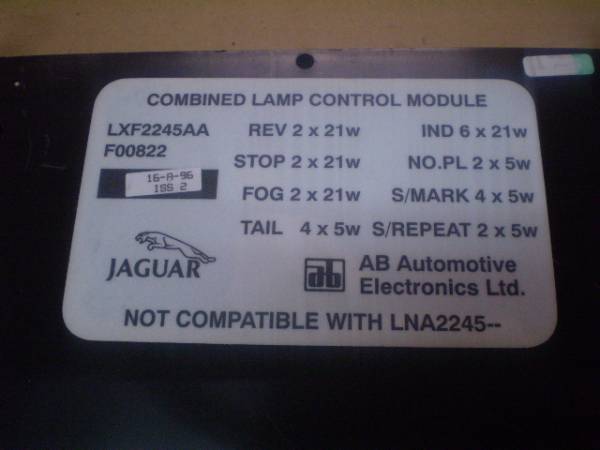 COMBINED LAMP CONTROL MODULE
LXF2245AA REV 2 x 21w IND 6 x 21w
F00822
STOP 2 x 21w NO.PL 2 x 5w
16-A-96
ISS 2
FOG 2 x 21w S/MARK 4 x 5w
TAIL 4 x 5w S/REPEAT 2 x 5w
JAGUAR
ab AB Automotive
Electronics Ltd.
NOT COMPATIBLE WITH LNA2245--